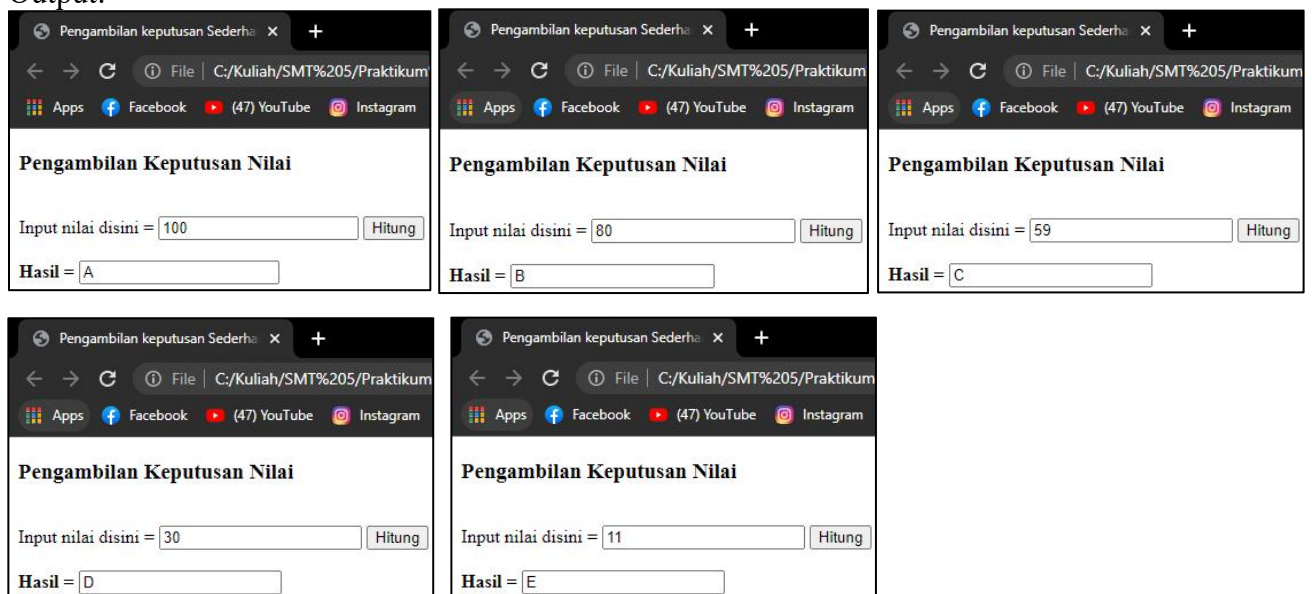 Output:
Pengambilan keputusan Sederha
File | C:/Kuliah/SMT%205/Praktikum
Apps Facebook (47) YouTube Instagram
Pengambilan Keputusan Nilai
Input nilai disini = 100 Hitung
Hasil = A
Pengambilan keputusan Sederha
File | C:/Kuliah/SMT%205/Praktikum
Apps Facebook (47) YouTube Instagram
Pengambilan Keputusan Nilai
Input nilai disini = 80 Hitung
Hasil = B
Pengambilan keputusan Sederha
File | C:/Kuliah/SMT%205/Praktikum
Apps Facebook (47) YouTube Instagram
Pengambilan Keputusan Nilai
Input nilai disini = 59 Hitung
Hasil = C
Pengambilan keputusan Sederha
File | C:/Kuliah/SMT%205/Praktikum
Apps Facebook (47) YouTube Instagram
Pengambilan Keputusan Nilai
Input nilai disini = 30 Hitung
Hasil = D
Pengambilan keputusan Sederha
File | C:/Kuliah/SMT%205/Praktikum
Apps Facebook (47) YouTube Instagram
Pengambilan Keputusan Nilai
Input nilai disini = 11 Hitung
Hasil = E